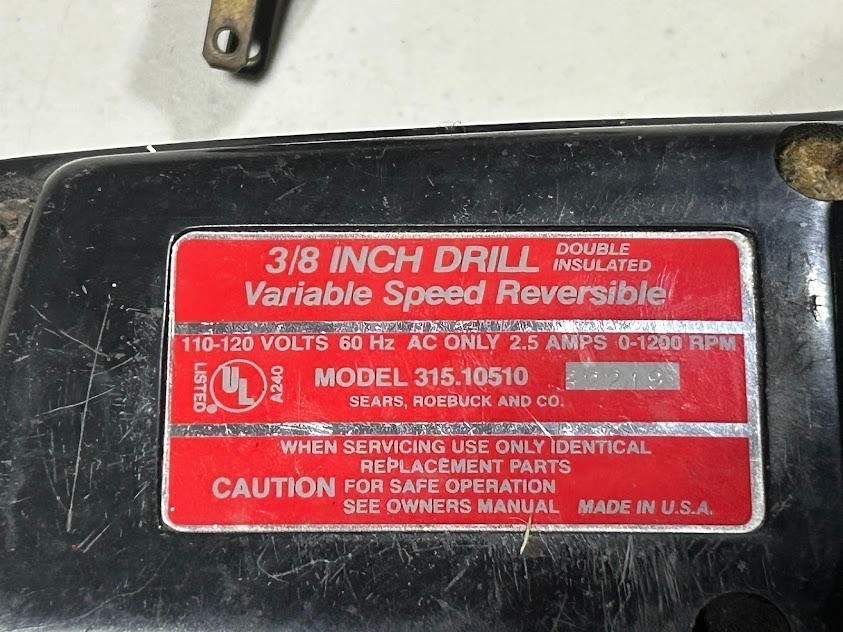 3/8 INCH DRILL DOUBLE INSULATED
Variable Speed Reversible
110-120 VOLTS 60 Hz AC ONLY 2.5 AMPS 0-1200 RPM
LISTED UL A240
MODEL 315.10510
SEARS, ROEBUCK AND CO.
WHEN SERVICING USE ONLY IDENTICAL
REPLACEMENT PARTS
CAUTION FOR SAFE OPERATION
SEE OWNERS MANUAL MADE IN U.S.A.